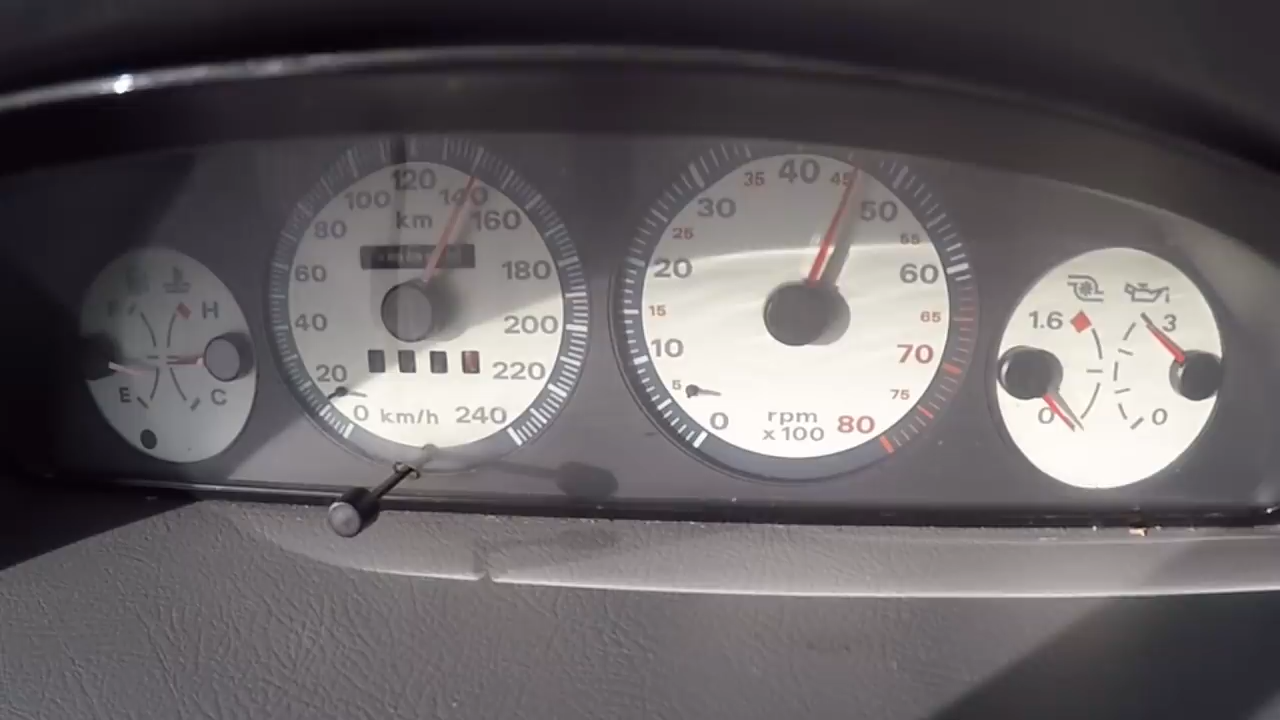 F H
E C
0 20 40 60 80 100 120 140 160 180 200 220 240
km
km/h
0 5 10 15 20 25 30 35 40 45 50 55 60 65 70 75 80
rpm
x 100
1.6 3
0 0